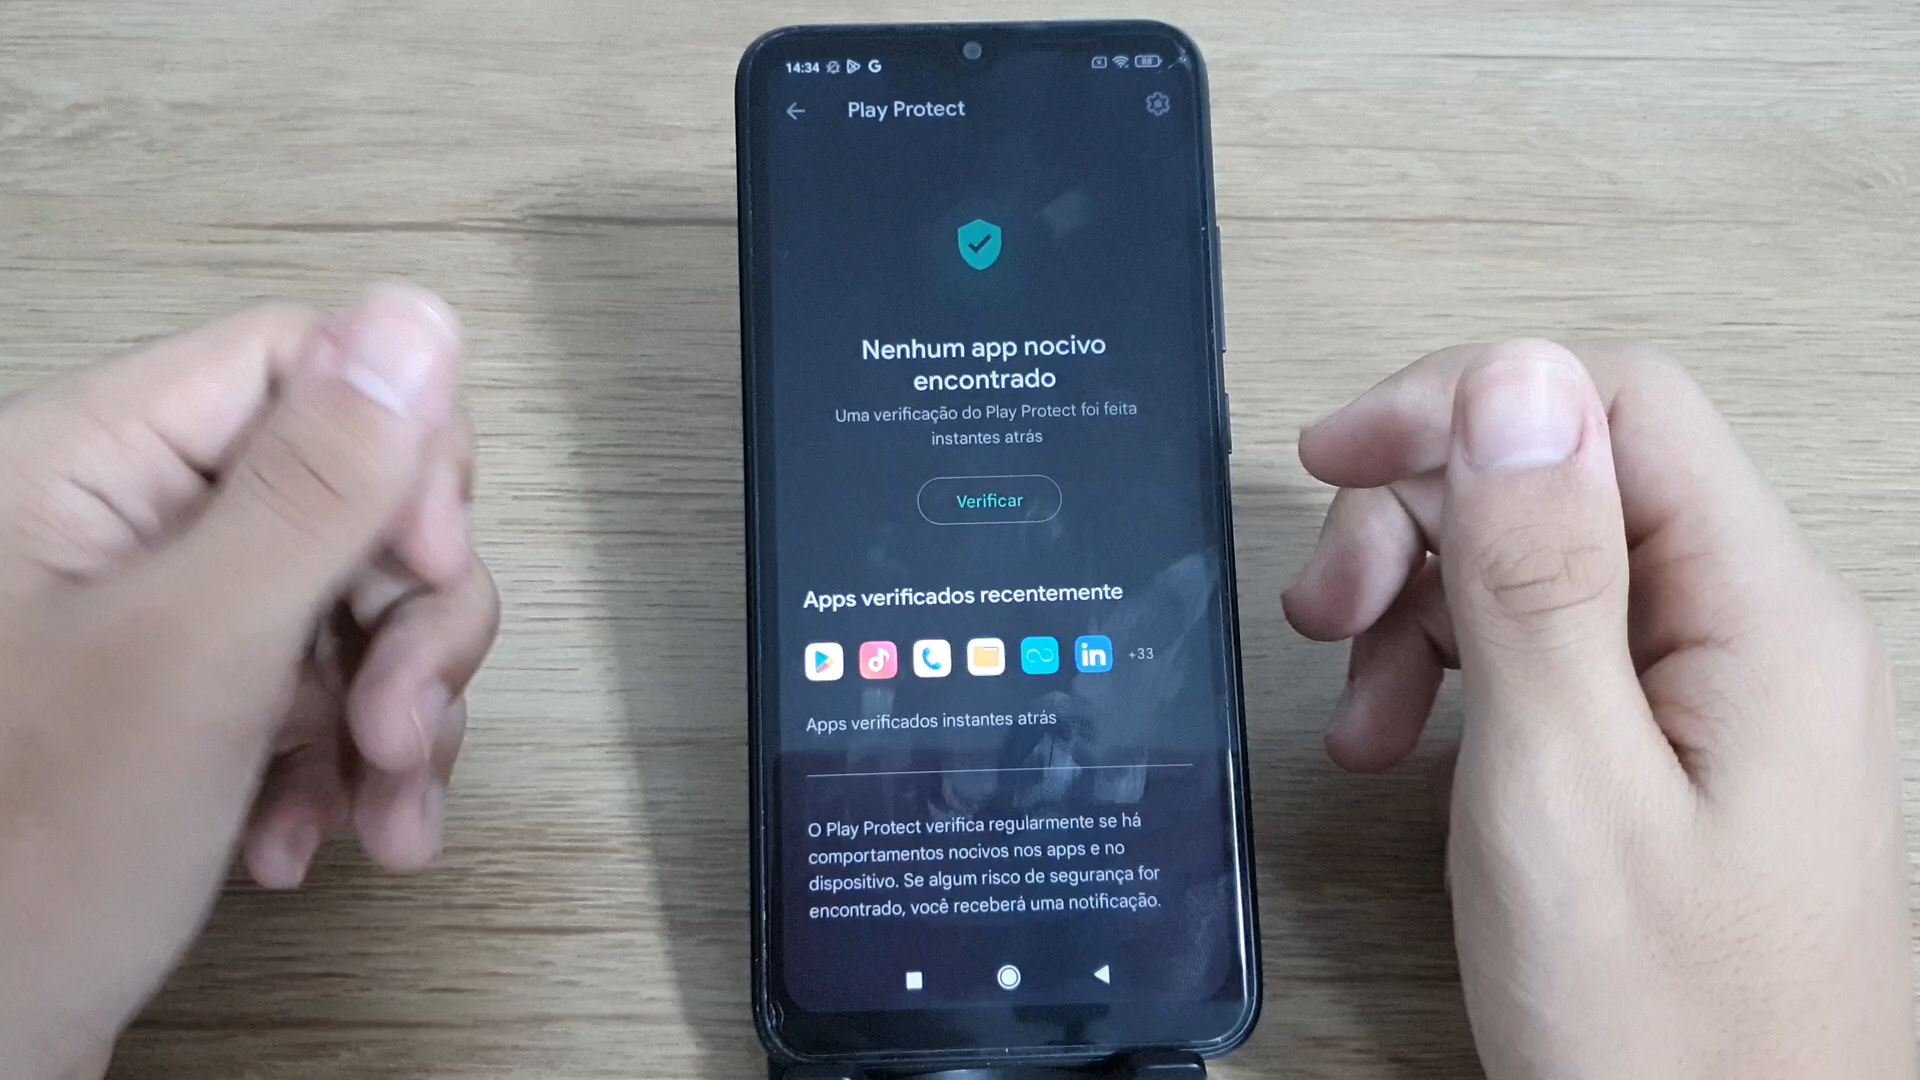 14:34
88
Play Protect
Nenhum app nocivo
encontrado
Uma verificação do Play Protect foi feita
instantes atrás
Verificar
Apps verificados recentemente
in
+33
Apps verificados instantes atrás
O Play Protect verifica regularmente se há
comportamentos nocivos nos apps e no
dispositivo. Se algum risco de segurança for
encontrado, você receberá uma notificação.